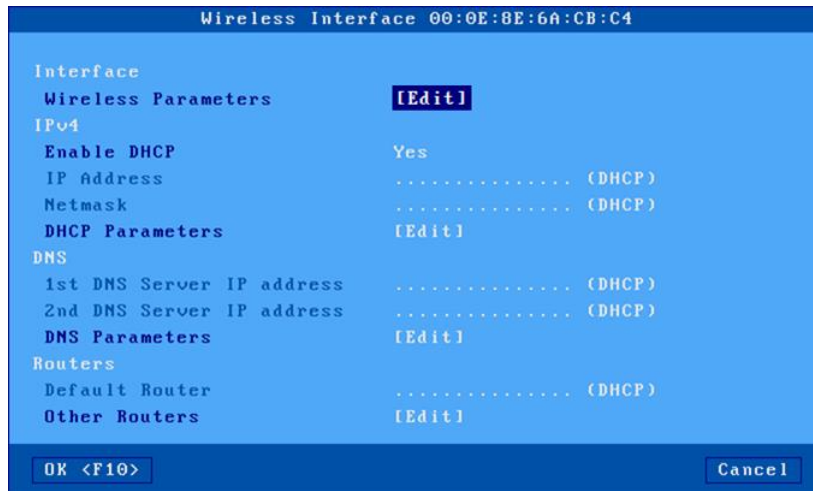 Wireless Interface 00:0E:8E:6A:CB:C4
Interface
Wireless Parameters [Edit]
IPv4
Enable DHCP Yes
IP Address ............... (DHCP)
Netmask ............... (DHCP)
DHCP Parameters [Edit]
DNS
1st DNS Server IP address ............... (DHCP)
2nd DNS Server IP address ............... (DHCP)
DNS Parameters [Edit]
Routers
Default Router ............... (DHCP)
Other Routers [Edit]
OK <F10> Cancel